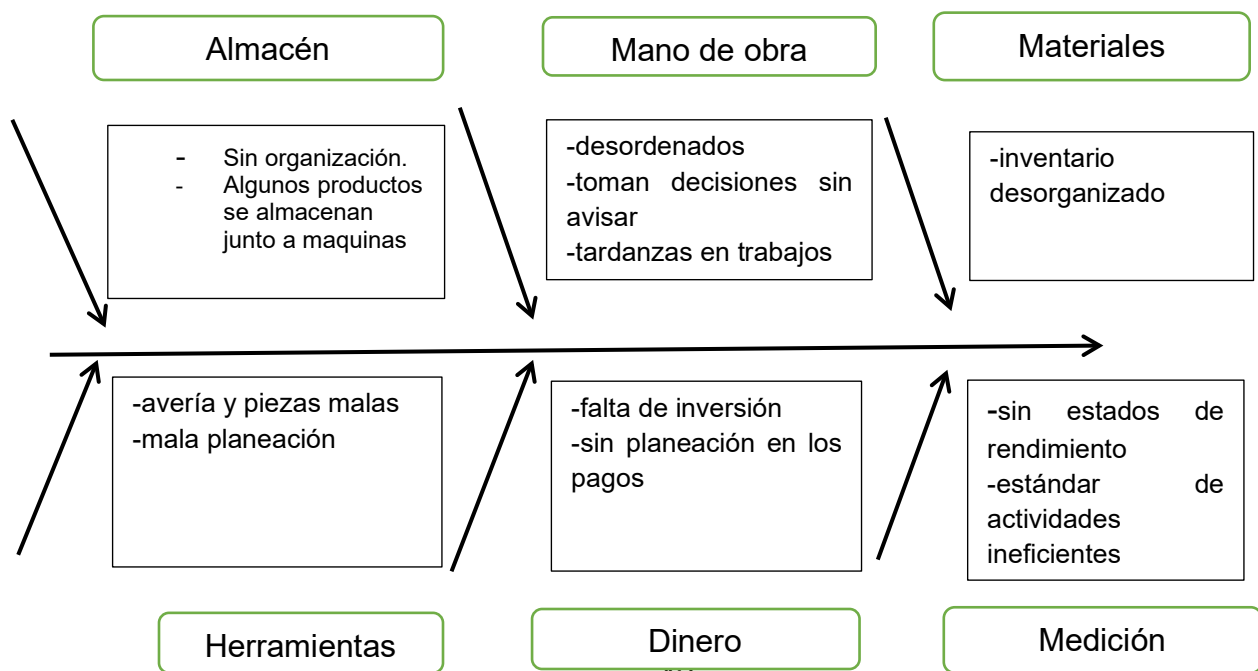 Almacén
Mano de obra
Materiales
- Sin organización.
- Algunos productos
se almacenan
junto a maquinas
-desordenados
-toman decisiones sin
avisar
-tardanzas en trabajos
-inventario
desorganizado
-avería y piezas malas
-mala planeación
-falta de inversión
-sin planeación en los
pagos
-sin estados de
rendimiento
-estándar de
actividades
ineficientes
Herramientas
Dinero
Medición